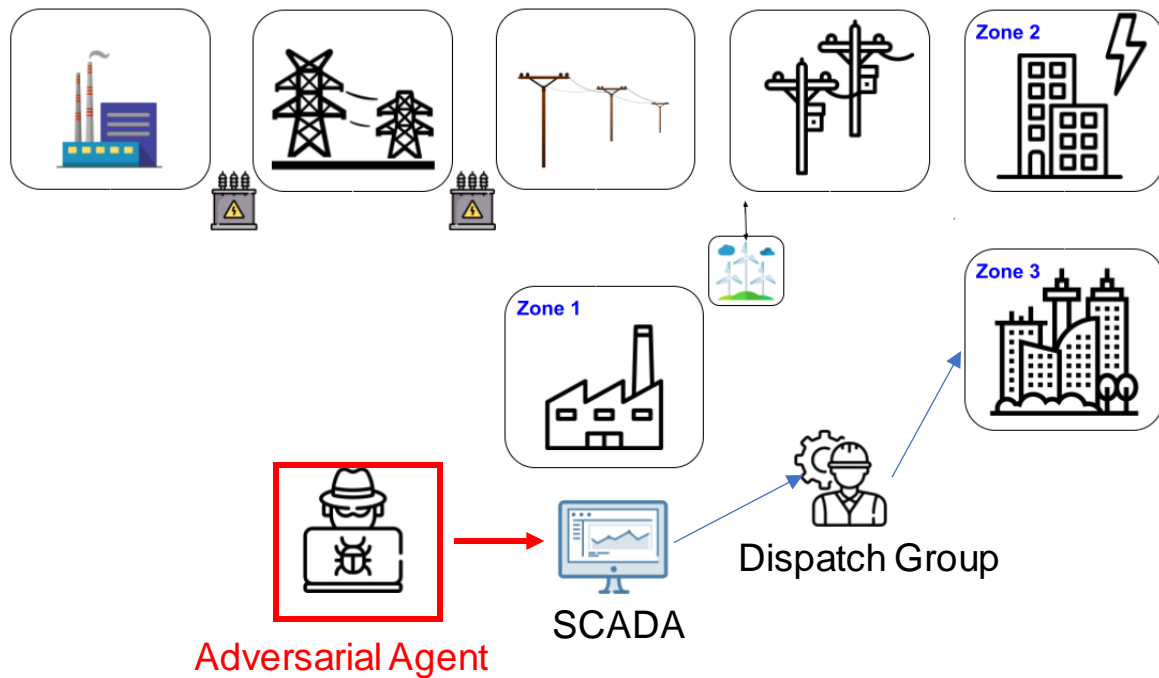 Zone 2
Zone 1
Zone 3
Dispatch Group
SCADA
Adversarial Agent